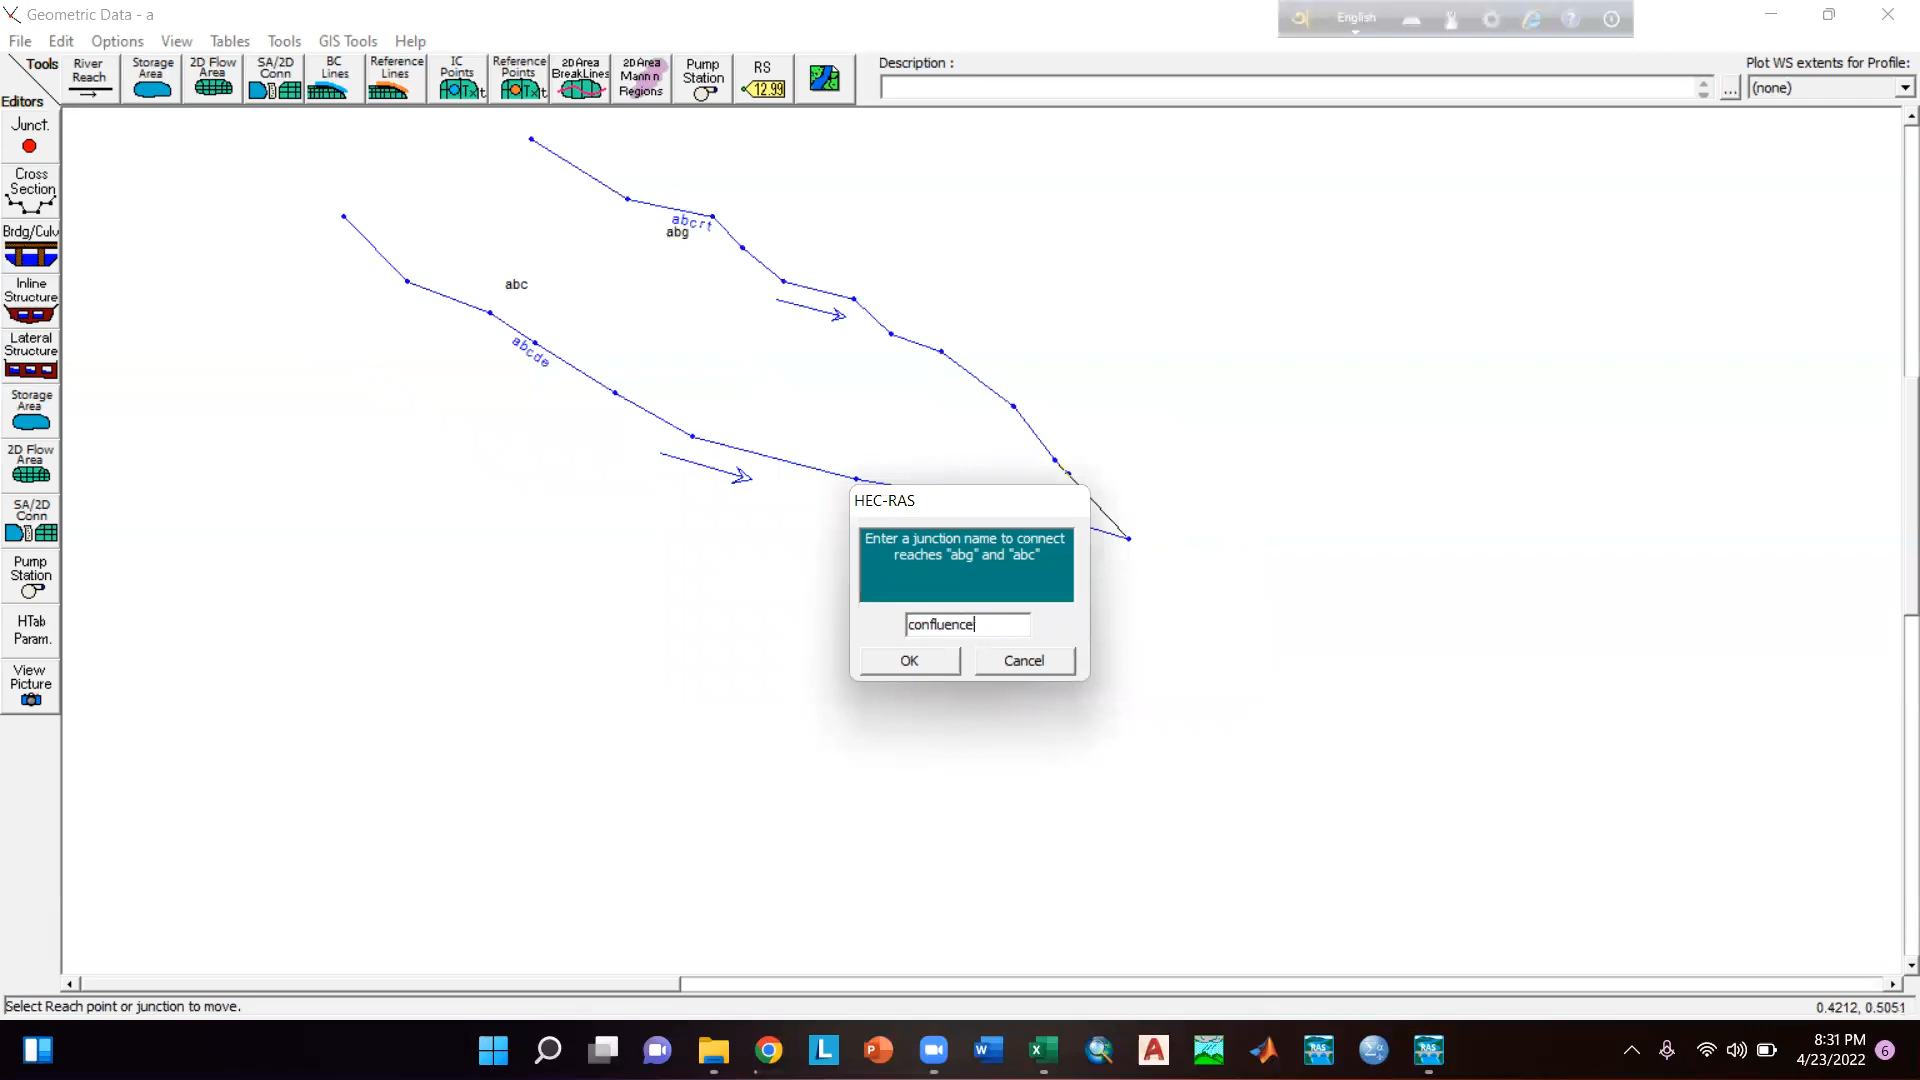 Geometric Data - a
English
File Edit Options View Tables Tools GIS Tools Help
Tools
Editors
River
Reach
Storage
Area
2D Flow
Area
SA/2D
Conn
BC
Lines
Reference
Lines
IC
Points
Reference
Points
2D Area
BreakLines
2D Area
Mann n
Regions
Pump
Station
RS
12.99
Description :
...
Plot WS extents for Profile:
(none)
Junct.
Cross
Section
Brdg/Culv
Inline
Structure
Lateral
Structure
Storage
Area
2D Flow
Area
SA/2D
Conn
Pump
Station
HTab
Param.
View
Picture
abcrt
abg
abc
abcde
HEC-RAS
Enter a junction name to connect
reaches "abg" and "abc"
confluence
OK Cancel
Select Reach point or junction to move.
0.4212, 0.5051
8:31 PM
4/23/2022
6